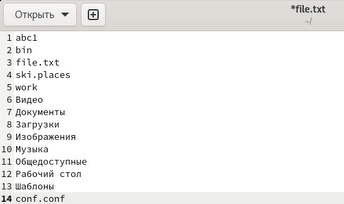 Открыть
*file.txt
~/
1 abc1
2 bin
3 file.txt
4 ski.places
5 work
6 Видео
7 Документы
8 Загрузки
9 Изображения
10 Музыка
11 Общедоступные
12 Рабочий стол
13 Шаблоны
14 conf.conf